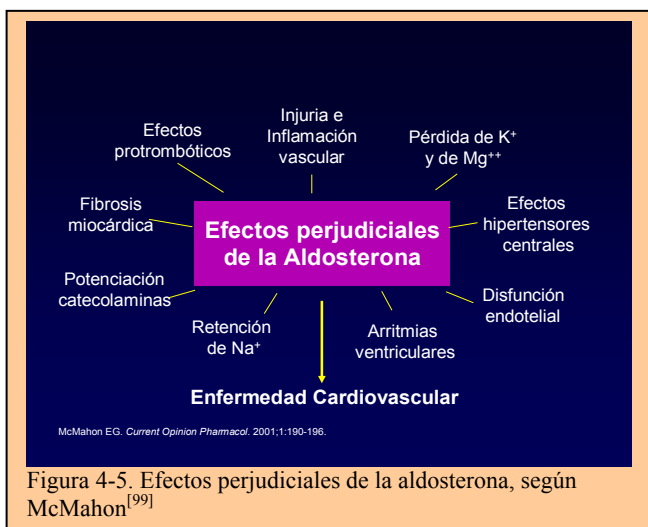 Efectos
protrombóticos
Injuria e
Inflamación
vascular
Pérdida de K⁺
y de Mg⁺⁺
Fibrosis
miocárdica
Efectos perjudiciales
de la Aldosterona
Efectos
hipertensores
centrales
Potenciación
catecolaminas
Retención
de Na⁺
Arritmias
ventriculares
Disfunción
endotelial
Enfermedad Cardiovascular
McMahon EG. Current Opinion Pharmacol. 2001;1:190-196.
Figura 4-5. Efectos perjudiciales de la aldosterona, según
McMahon[99]